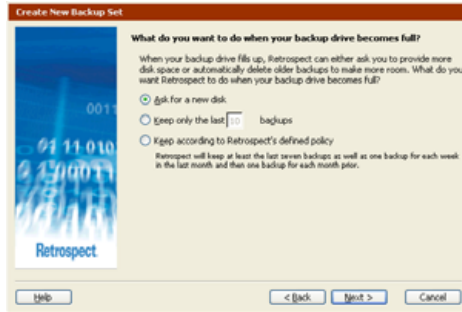 Create New Backup Set
What do you want to do when your backup drive becomes full?
When your backup drive fills up, Retrospect can either ask you to provide more
disk space or automatically delete older backups to make more room. What do you
want Retrospect to do when your backup drive becomes full?
0011
Ask for a new disk
Keep only the last 10 backups
01 11 010
Keep according to Retrospect's defined policy
Retrospect will keep at least the last seven backups as well as one backup for each week
in the last month and then one backup for each month prior.
Retrospect
Help
< Back
Next >
Cancel